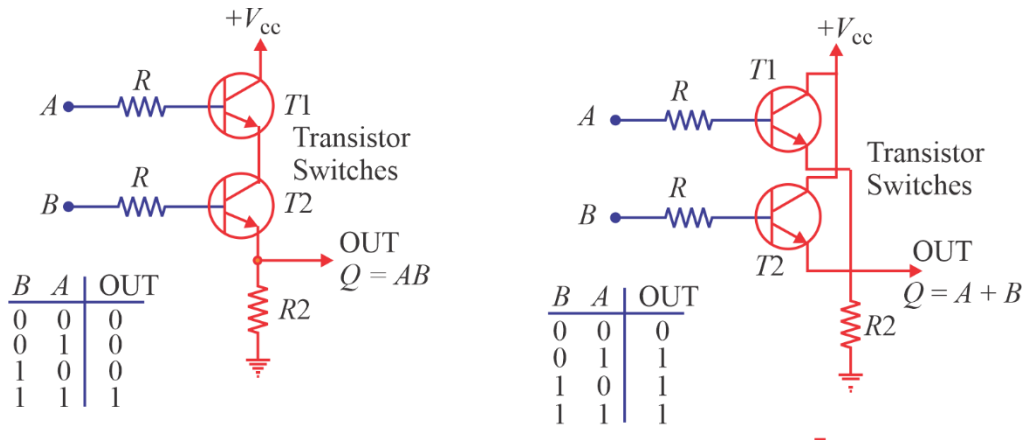 +Vcc
R
A
T1
Transistor
Switches
R
B
T2
OUT
Q = AB
R2
B A OUT
0 0 0
0 1 0
1 0 0
1 1 1
+Vcc
T1
R
A
Transistor
Switches
R
B
T2
OUT
Q = A + B
R2
B A OUT
0 0 0
0 1 1
1 0 1
1 1 1